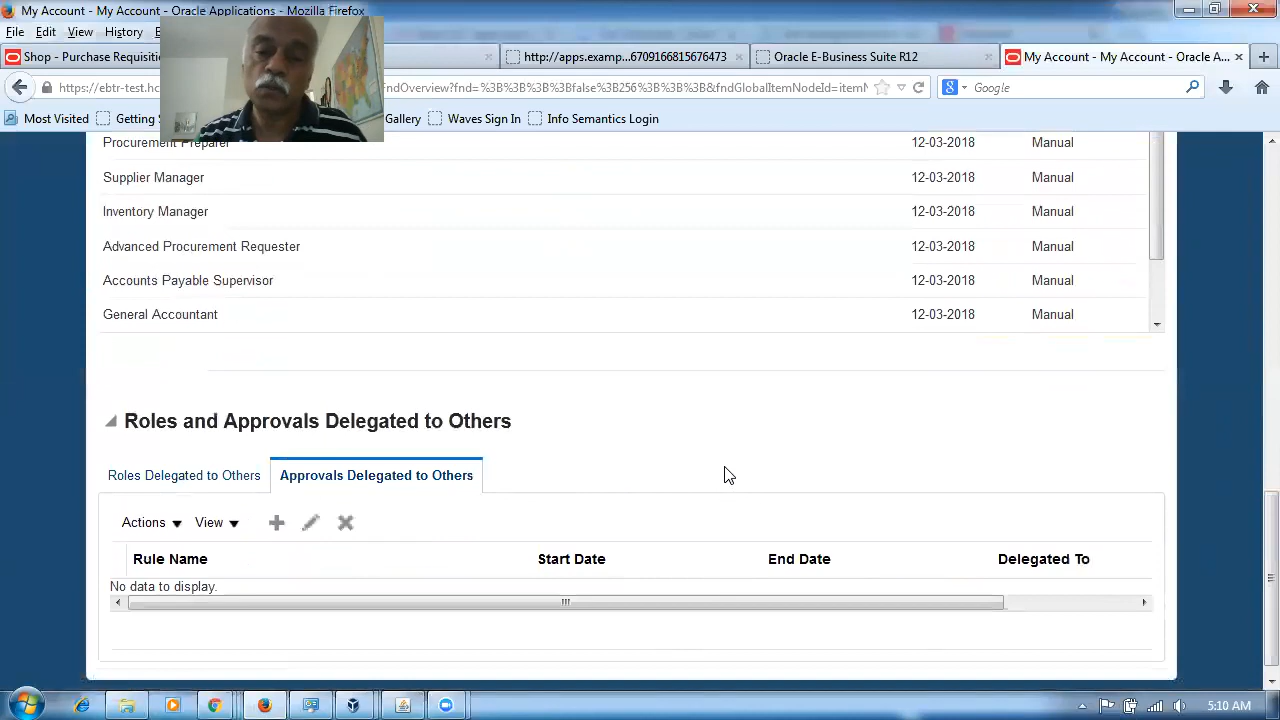 My Account - My Account - Oracle Applications - Mozilla Firefox
File Edit View History
Shop - Purchase Requisitio
http://apps.examp...6709166815676473
Oracle E-Business Suite R12
My Account - My Account - Oracle A...
https://ebtr-test.hc
FndOverview?fnd=%3B%3B%3B%3Bfalse%3B256%3B%3B%3B&fndGlobalItemNodeId=itemN
Google
Most Visited
Getting S
Gallery
Waves Sign In
Info Semantics Login
Procurement Preparer 12-03-2018 Manual
Supplier Manager 12-03-2018 Manual
Inventory Manager 12-03-2018 Manual
Advanced Procurement Requester 12-03-2018 Manual
Accounts Payable Supervisor 12-03-2018 Manual
General Accountant 12-03-2018 Manual
Roles and Approvals Delegated to Others
Roles Delegated to Others Approvals Delegated to Others
Actions View
Rule Name Start Date End Date Delegated To
No data to display.
5:10 AM